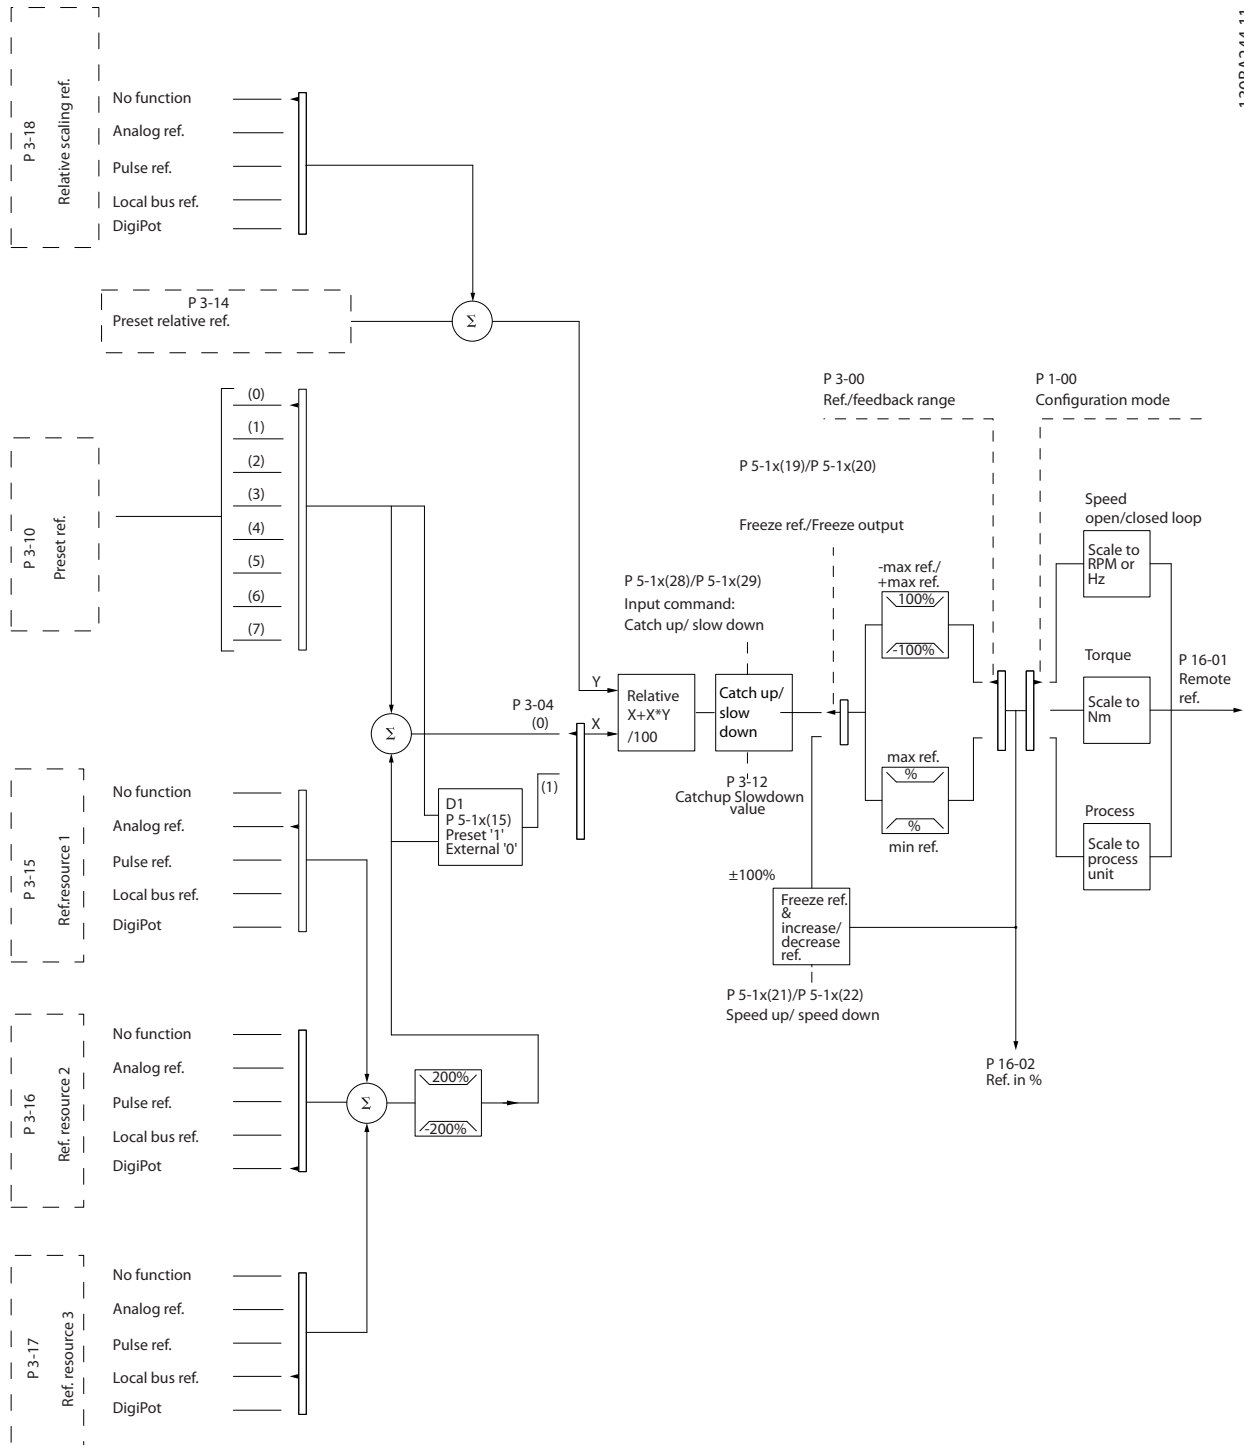 130BA244.11
P 3-18
Relative scaling ref.
No function
Analog ref.
Pulse ref.
Local bus ref.
DigiPot
P 3-14
Preset relative ref.
Σ
P 3-10
Preset ref.
(0)
(1)
(2)
(3)
(4)
(5)
(6)
(7)
P 3-00
Ref./feedback range
P 1-00
Configuration mode
P 5-1x(19)/P 5-1x(20)
Freeze ref./Freeze output
P 5-1x(28)/P 5-1x(29)
Input command:
Catch up/ slow down
Speed
open/closed loop
Scale to
RPM or
Hz
-max ref./
+max ref.
100%
-100%
Y
X
Relative
X+X*Y
/100
Catch up/
slow
down
P 3-12
Catchup Slowdown
value
P 3-04
(0)
(1)
Σ
D1
P 5-1x(15)
Preset '1'
External '0'
max ref.
%
%
min ref.
Torque
Scale to
Nm
P 16-01
Remote
ref.
Process
Scale to
process
unit
±100%
Freeze ref.
&
increase/
decrease
ref.
P 5-1x(21)/P 5-1x(22)
Speed up/ speed down
P 16-02
Ref. in %
P 3-15
Ref.resource 1
No function
Analog ref.
Pulse ref.
Local bus ref.
DigiPot
P 3-16
Ref. resource 2
No function
Analog ref.
Pulse ref.
Local bus ref.
DigiPot
Σ
200%
-200%
P 3-17
Ref. resource 3
No function
Analog ref.
Pulse ref.
Local bus ref.
DigiPot